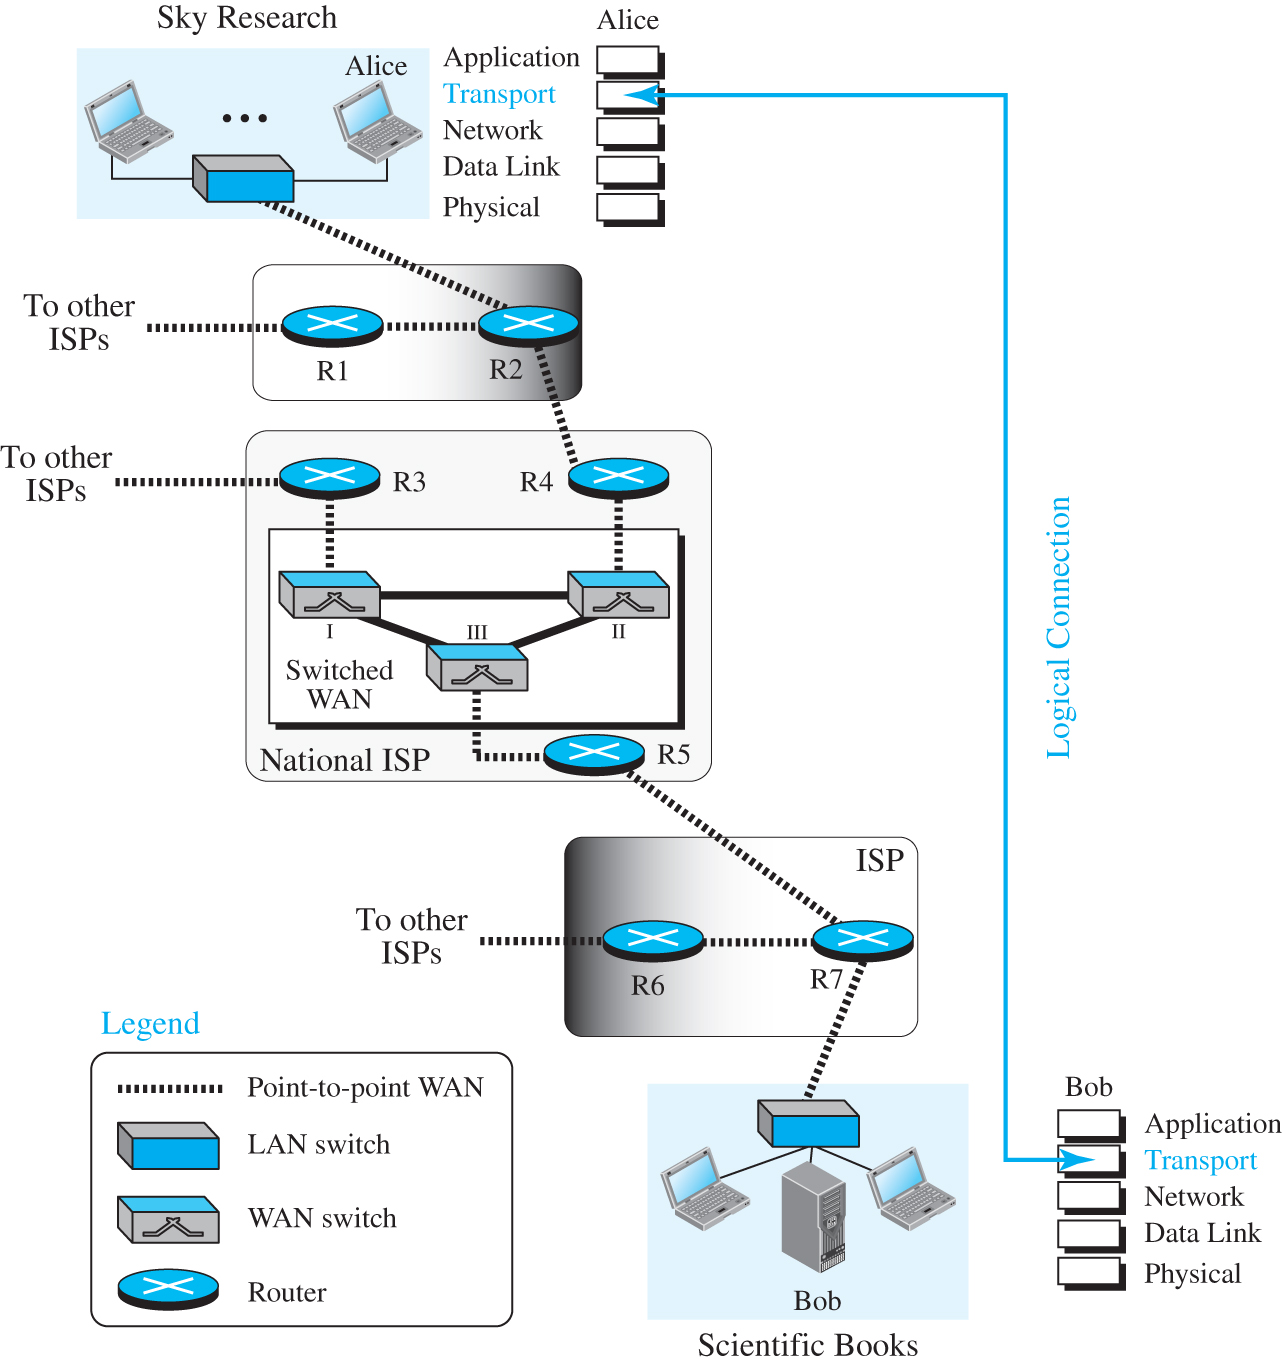 Sky Research
Alice
Alice
Application
Transport
Network
Data Link
Physical
To other
ISPs
R1
R2
To other
ISPs
R3
R4
I
III
II
Switched
WAN
National ISP
R5
Logical Connection
ISP
To other
ISPs
R6
R7
Legend
Point-to-point WAN
LAN switch
WAN switch
Router
Bob
Application
Transport
Network
Data Link
Physical
Bob
Scientific Books